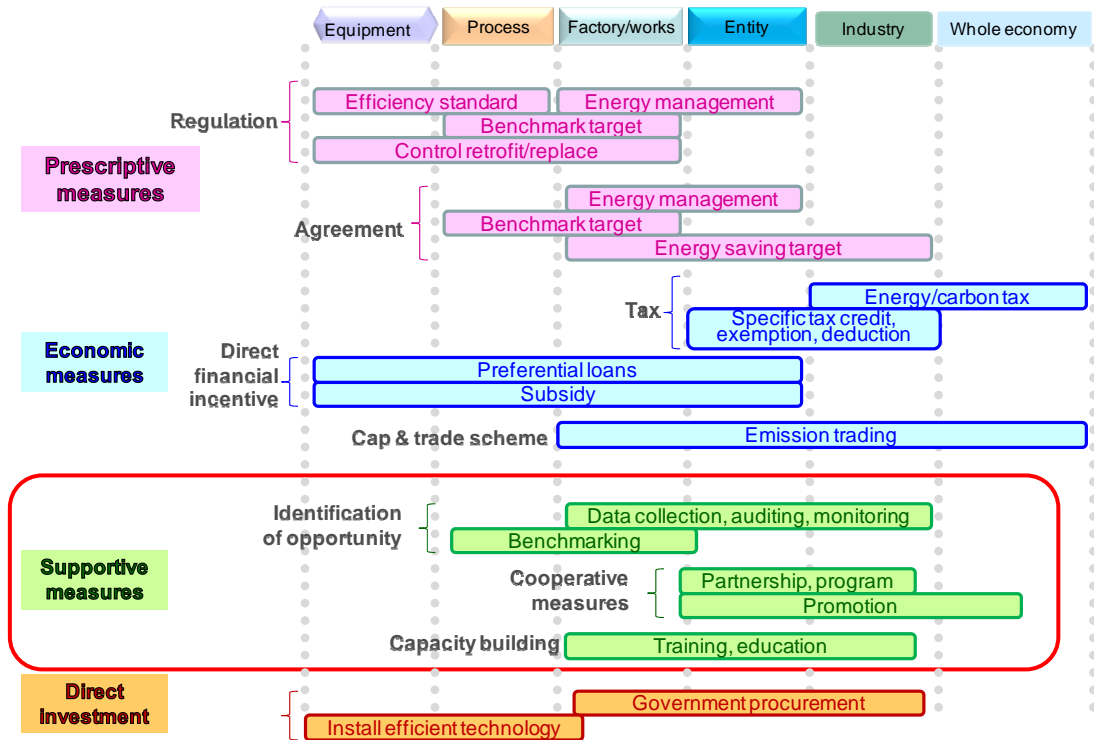 Equipment
Process
Factory/works
Entity
Industry
Whole economy
Regulation
Efficiency standard
Energy management
Benchmark target
Control retrofit/replace
Prescriptive
measures
Agreement
Energy management
Benchmark target
Energy saving target
Tax
Energy/carbon tax
Specific tax credit,
exemption, deduction
Economic
measures
Direct
financial
incentive
Preferential loans
Subsidy
Cap & trade scheme
Emission trading
Identification
of opportunity
Data collection, auditing, monitoring
Benchmarking
Supportive
measures
Cooperative
measures
Partnership, program
Promotion
Capacity building
Training, education
Direct
investment
Government procurement
Install efficient technology